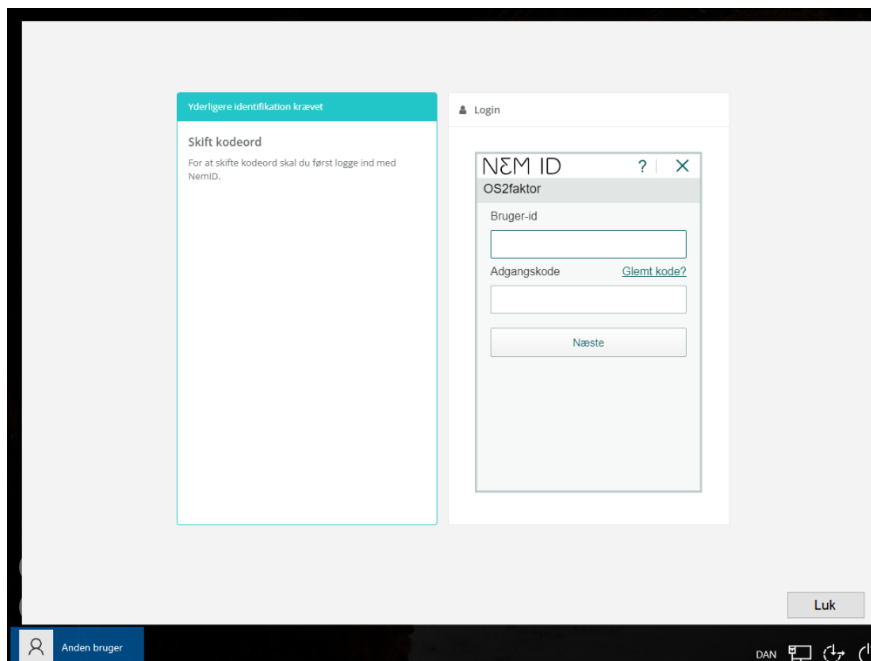 Yderligere identifikation krævet
Skift kodeord
For at skifte kodeord skal du først logge ind med
NemID.
Login
NEM ID ?
OS2faktor
Bruger-id
Adgangskode Glemt kode?
Næste
Luk
Anden bruger
DAN